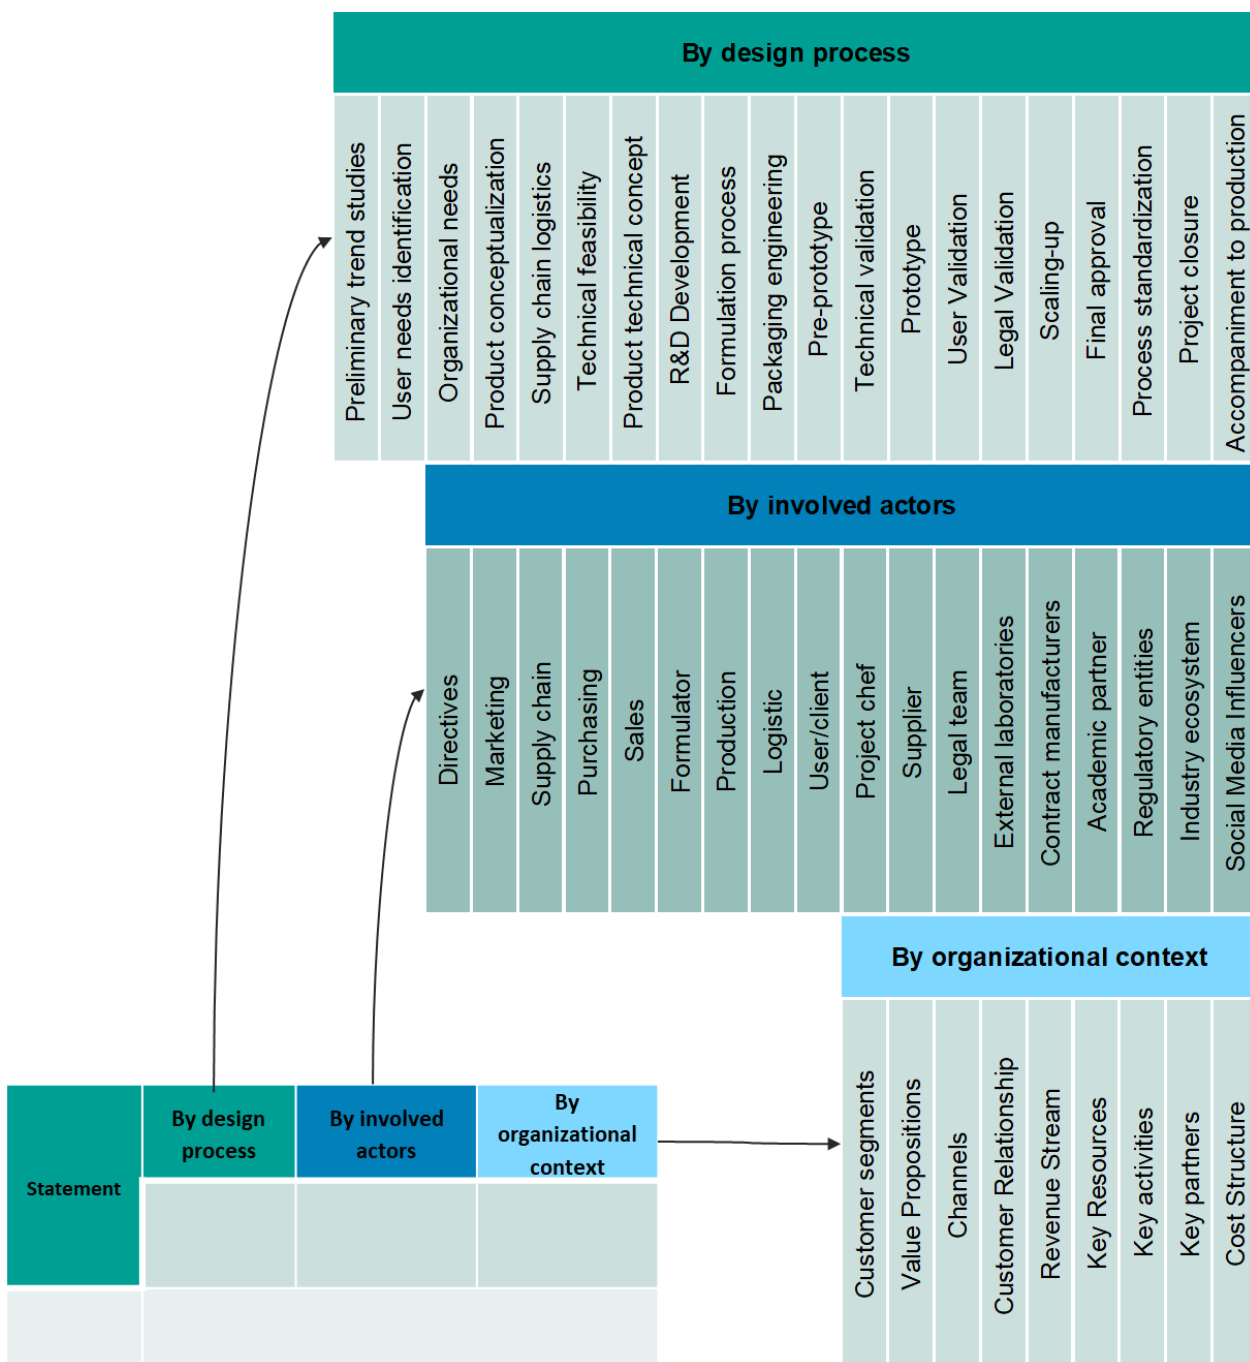 By design process
Preliminary trend studies
User needs identification
Organizational needs
Product conceptualization
Supply chain logistics
Technical feasibility
Product technical concept
R&D Development
Formulation process
Packaging engineering
Pre-prototype
Technical validation
Prototype
User Validation
Legal Validation
Scaling-up
Final approval
Process standardization
Project closure
Accompaniment to production
By involved actors
Directives
Marketing
Supply chain
Purchasing
Sales
Formulator
Production
Logistic
User/client
Project chef
Supplier
Legal team
External laboratories
Contract manufacturers
Academic partner
Regulatory entities
Industry ecosystem
Social Media Influencers
By organizational context
Customer segments
Value Propositions
Channels
Customer Relationship
Revenue Stream
Key Resources
Key activities
Key partners
Cost Structure
Statement
By design
process
By involved
actors
By
organizational
context